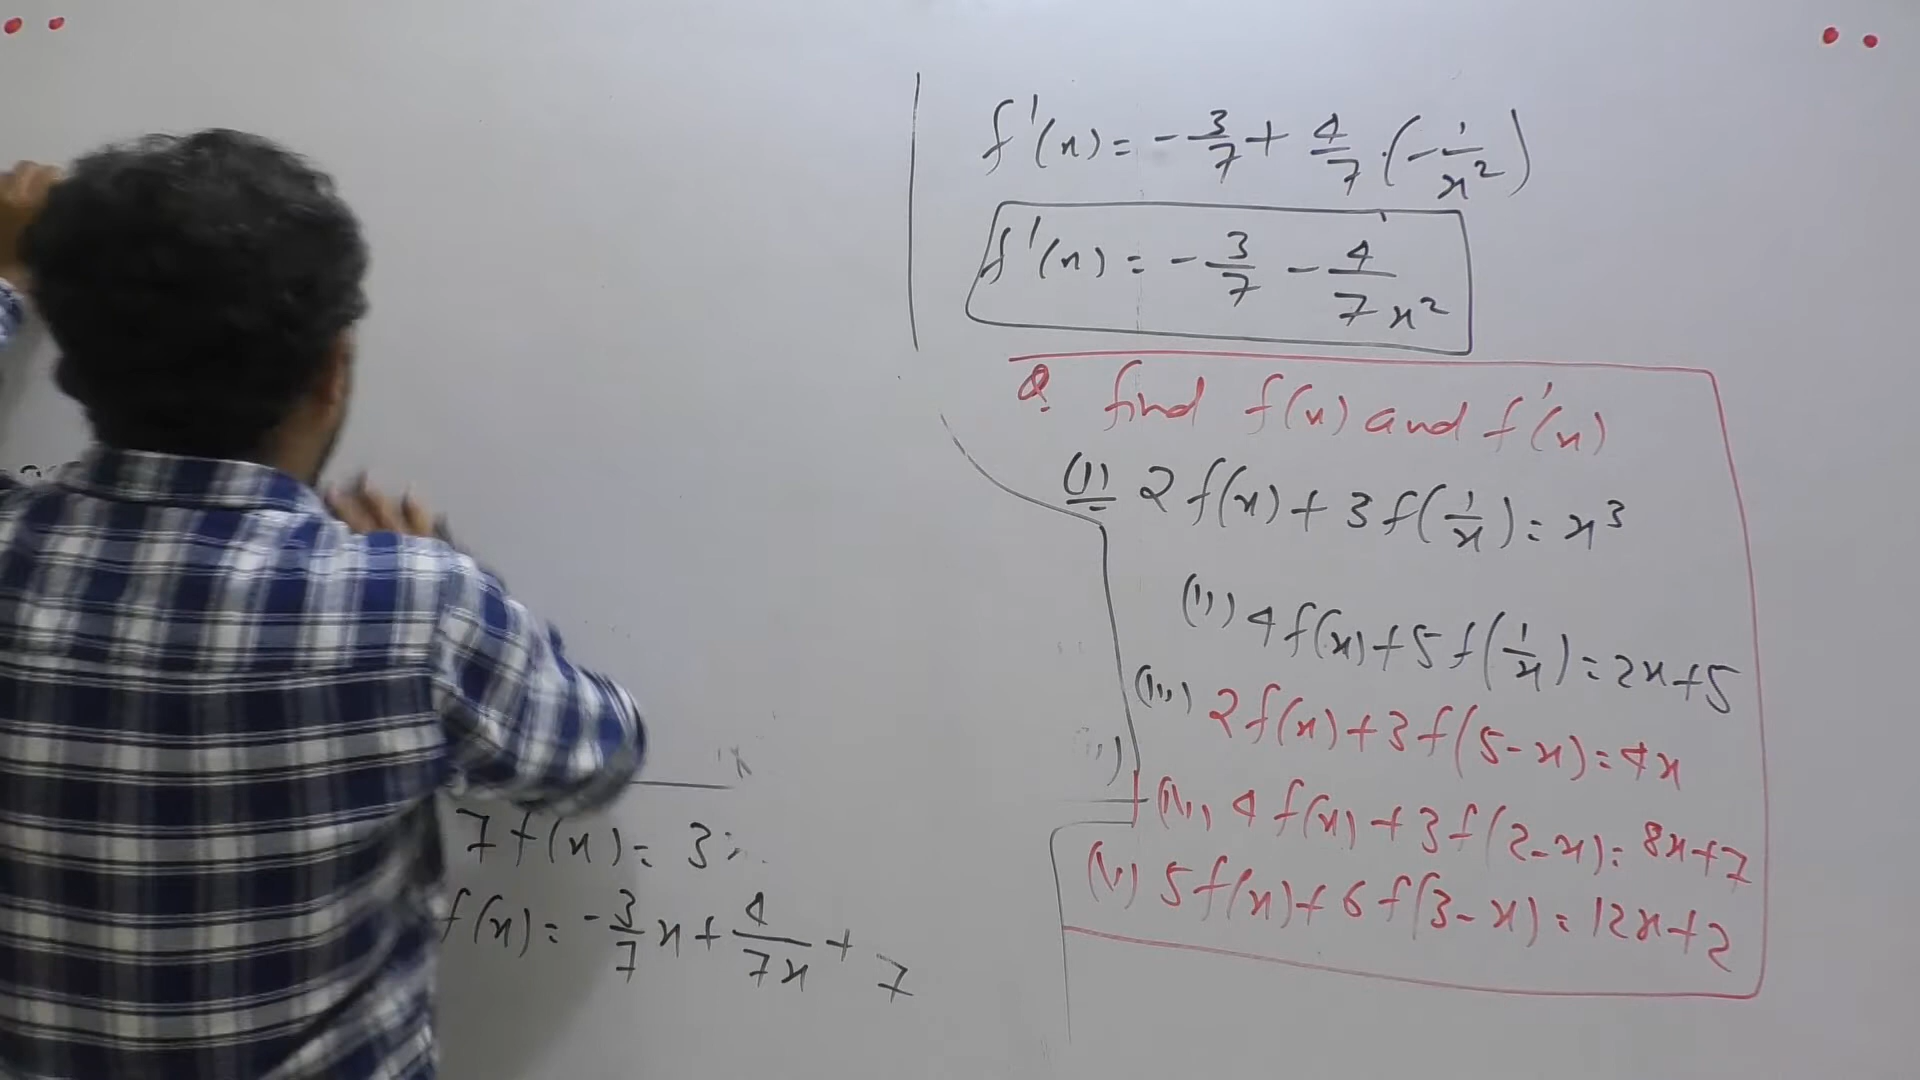 7f(x) = 3
f(x) = -3/7 x + 4/7x + 7
f'(x) = -3/7 + 4/7 · (-1/x²)
f'(x) = -3/7 - 4/7x²
Q. find f(x) and f'(x)
(i) 2f(x) + 3f(1/x) = x³
(ii) 4f(x) + 5f(1/x) = 2x + 5
(iii) 2f(x) + 3f(5-x) = 4x
(iv) 4f(x) + 3f(2-x) = 8x + 7
(v) 5f(x) + 6f(3-x) = 12x + 2